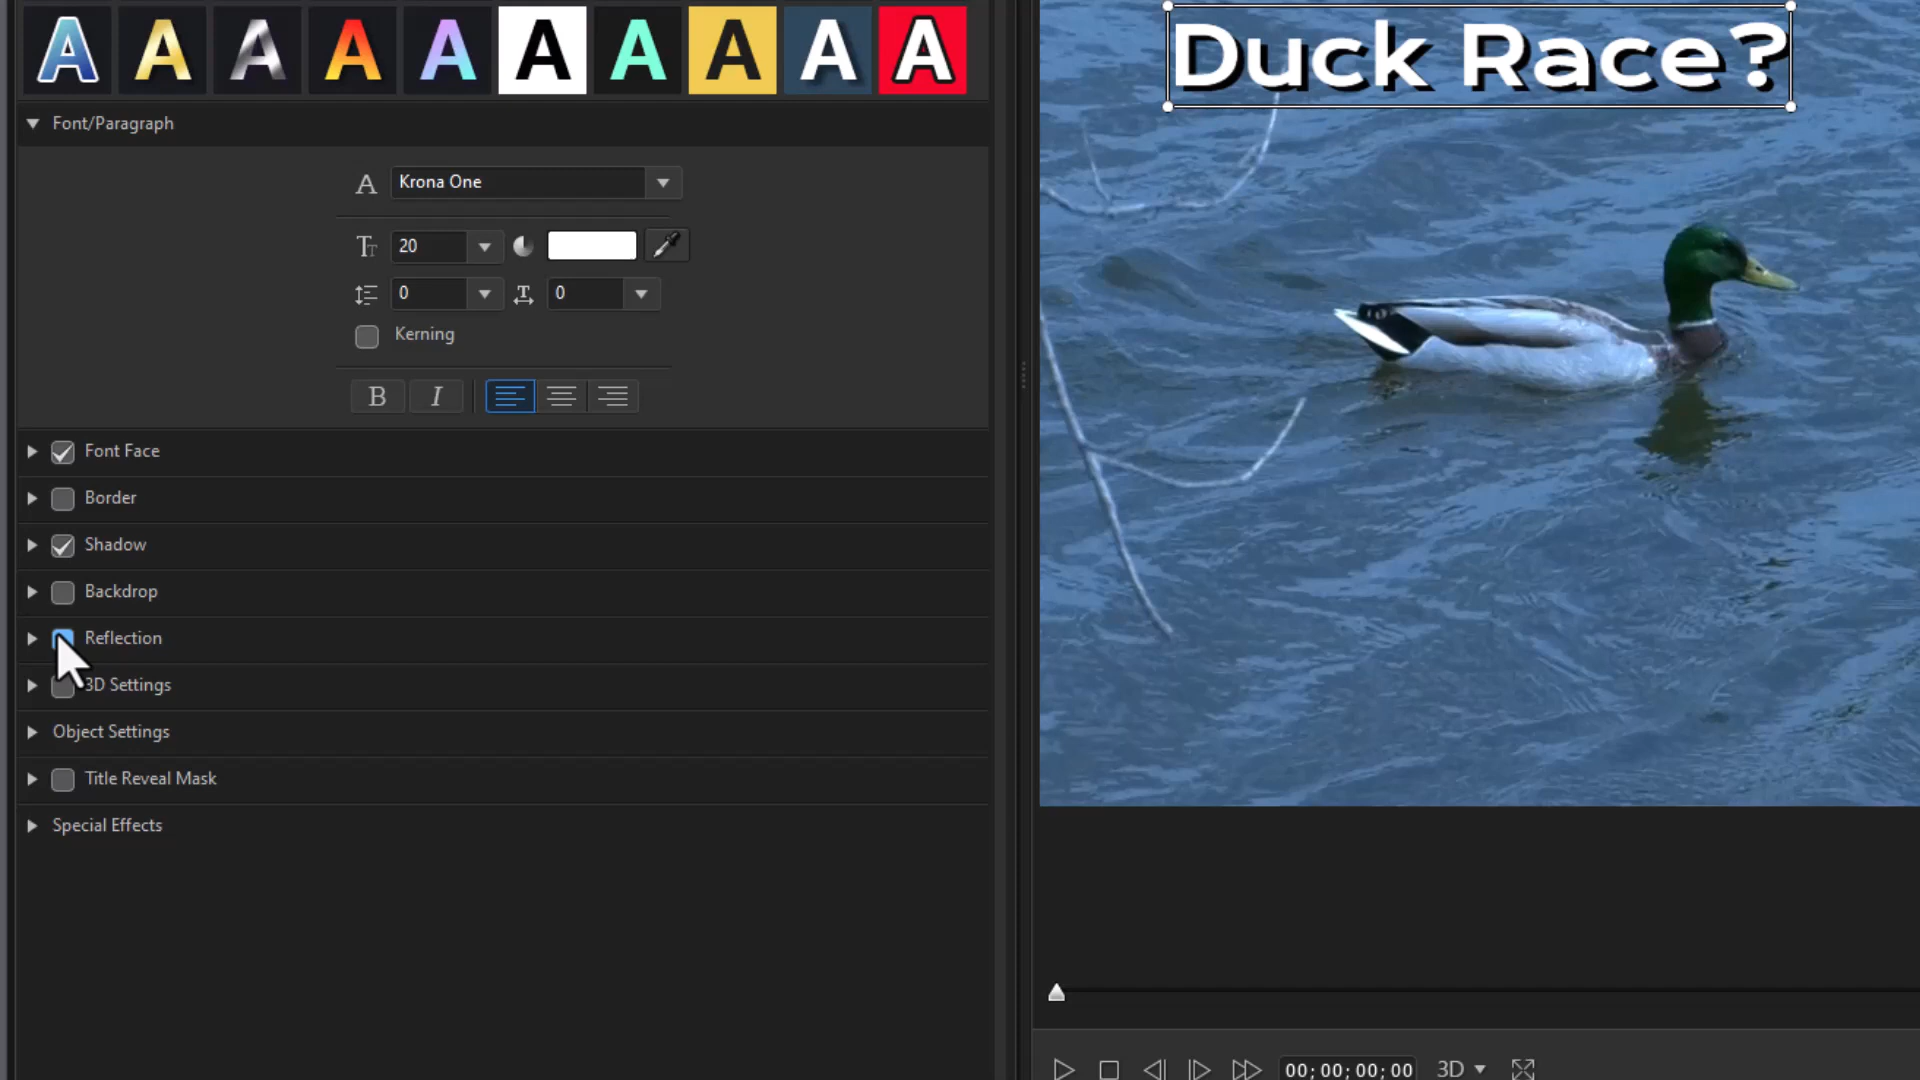 A A A A A A A A A A
Duck Race?
Font/Paragraph
A Krona One
TT 20
0 T 0
Kerning
B I
Font Face
Border
Shadow
Backdrop
Reflection
3D Settings
Object Settings
Title Reveal Mask
Special Effects
00;00;00;00 3D